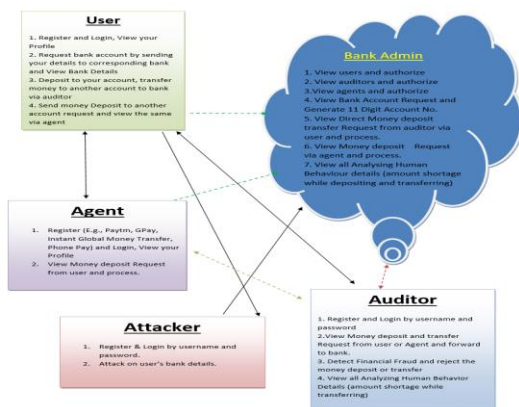 User
1. Register and Login, View your
Profile
2. Request bank account by sending
your details to corresponding bank
and View Bank Details
3. Deposit to your account, transfer
money to another account to bank
via auditor
4. Send money Deposit to another
account request and view the same
via agent
Bank Admin
1. View users and authorize
2. View auditors and authorize
3.View agents and authorize
4. View Bank Account Request and
Generate 11 Digit Account No.
5. View Direct Money deposit
transfer Request from auditor via
user and process.
6. View Money deposit Request
via agent and process.
7. View all Analysing Human
Behaviour details (amount shortage
while depositing and transferring)
Agent
1. Register (E.g., Paytm, GPay,
Instant Global Money Transfer,
Phone Pay) and Login, View your
Profile
2. View Money deposit Request
from user and process.
Attacker
1. Register & Login by username and
password.
2. Attack on user's bank details.
Auditor
1. Register and Login by username and
password
2.View Money deposit and transfer
Request from user or Agent and forward
to bank.
3. Detect Financial Fraud and reject the
money deposit or transfer
4. View all Analyzing Human Behavior
Details (amount shortage while
transferring)